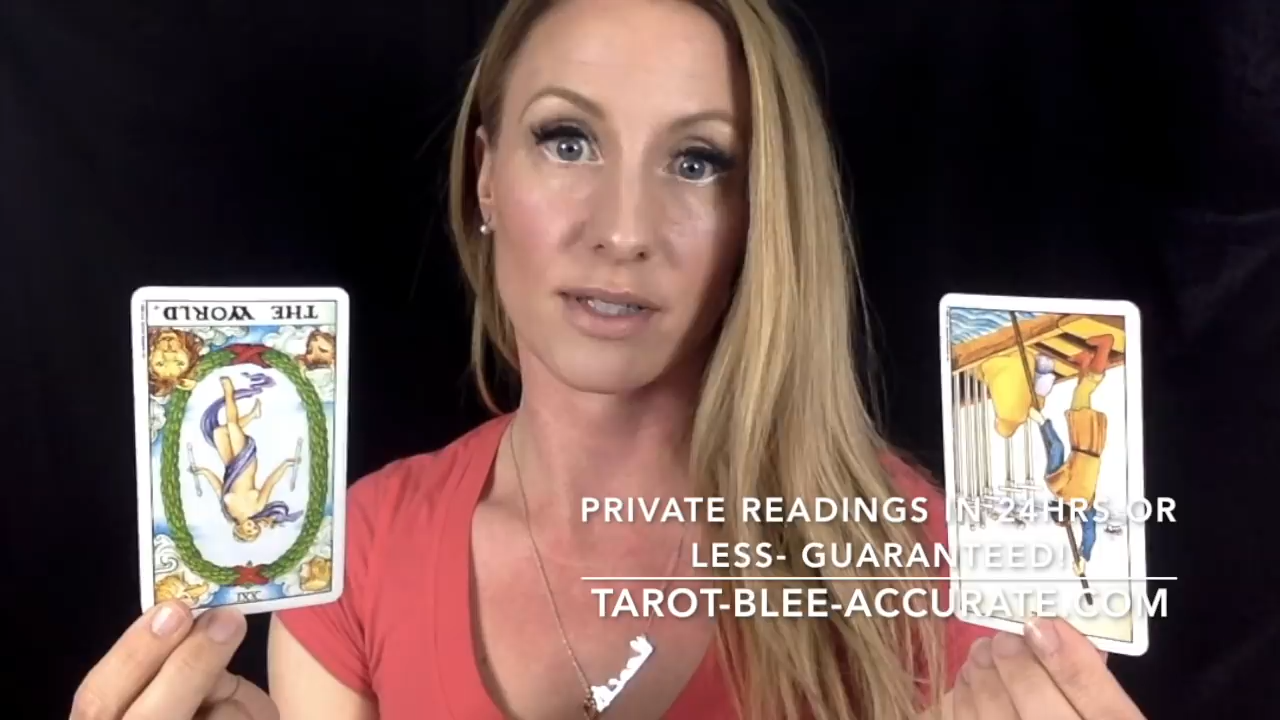 THE WORLD.
XXI
PRIVATE READINGS IN 24HRS OR
LESS- GUARANTEED!
TAROT-BLEE-ACCURATE.COM